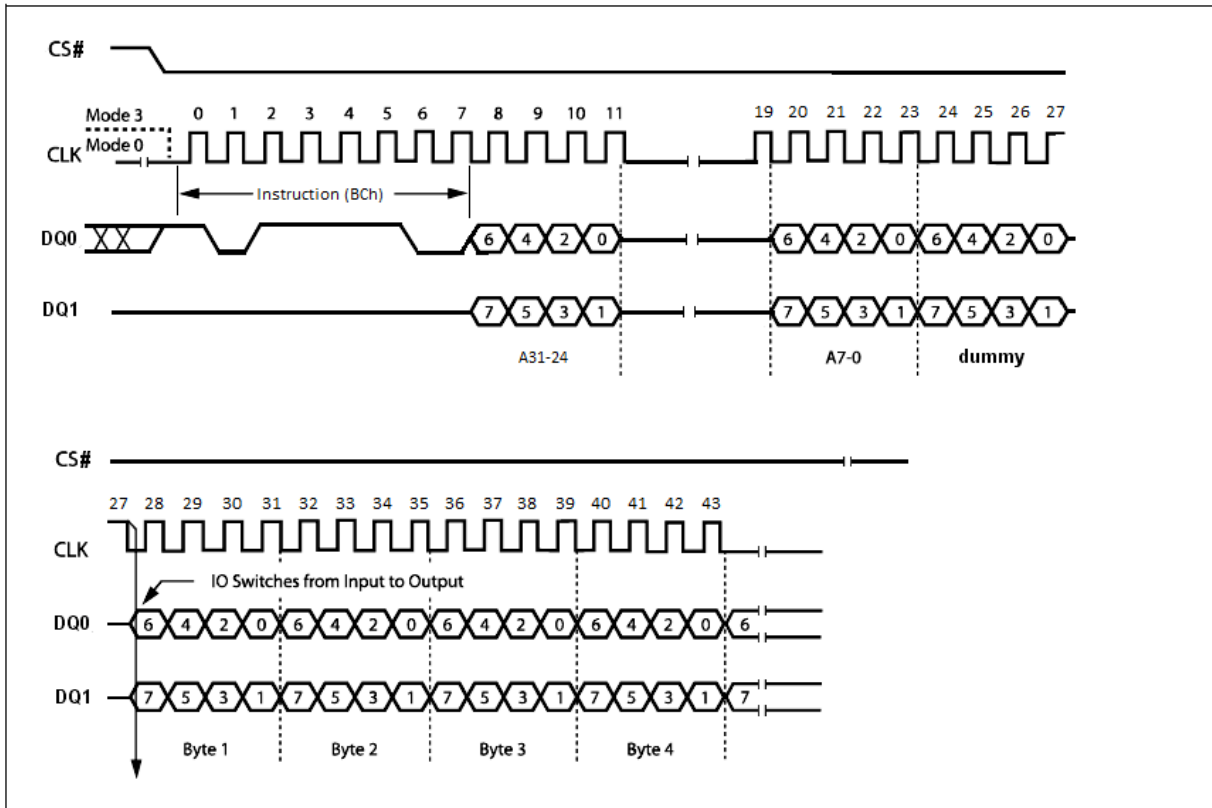 CS#
Mode 3
0 1 2 3 4 5 6 7 8 9 10 11 19 20 21 22 23 24 25 26 27
Mode 0
CLK
Instruction (BCh)
DQ0 6 4 2 0 6 4 2 0 6 4 2 0
DQ1 7 5 3 1 7 5 3 1 7 5 3 1
A31-24 A7-0 dummy
CS#
27 28 29 30 31 32 33 34 35 36 37 38 39 40 41 42 43
CLK
IO Switches from Input to Output
DQ0 6 4 2 0 6 4 2 0 6 4 2 0 6 4 2 0 6
DQ1 7 5 3 1 7 5 3 1 7 5 3 1 7 5 3 1 7
Byte 1 Byte 2 Byte 3 Byte 4